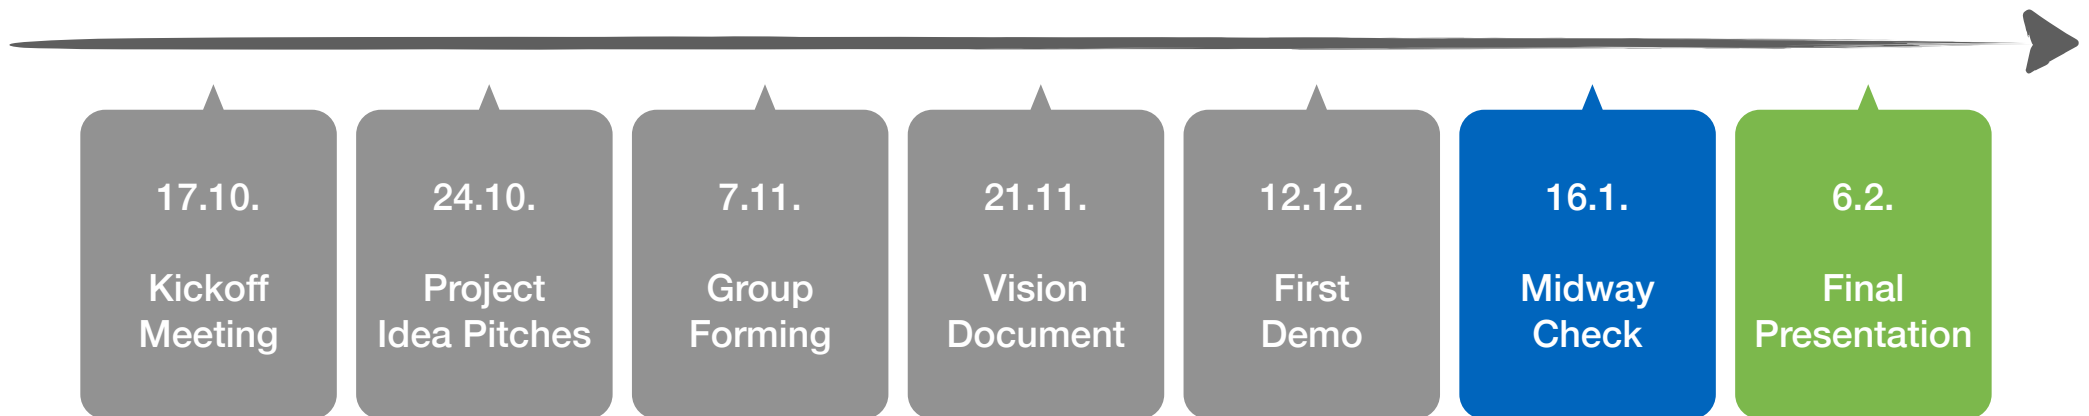 17.10.
Kickoff
Meeting
24.10.
Project
Idea Pitches
7.11.
Group
Forming
21.11.
Vision
Document
12.12.
First
Demo
16.1.
Midway
Check
6.2.
Final
Presentation